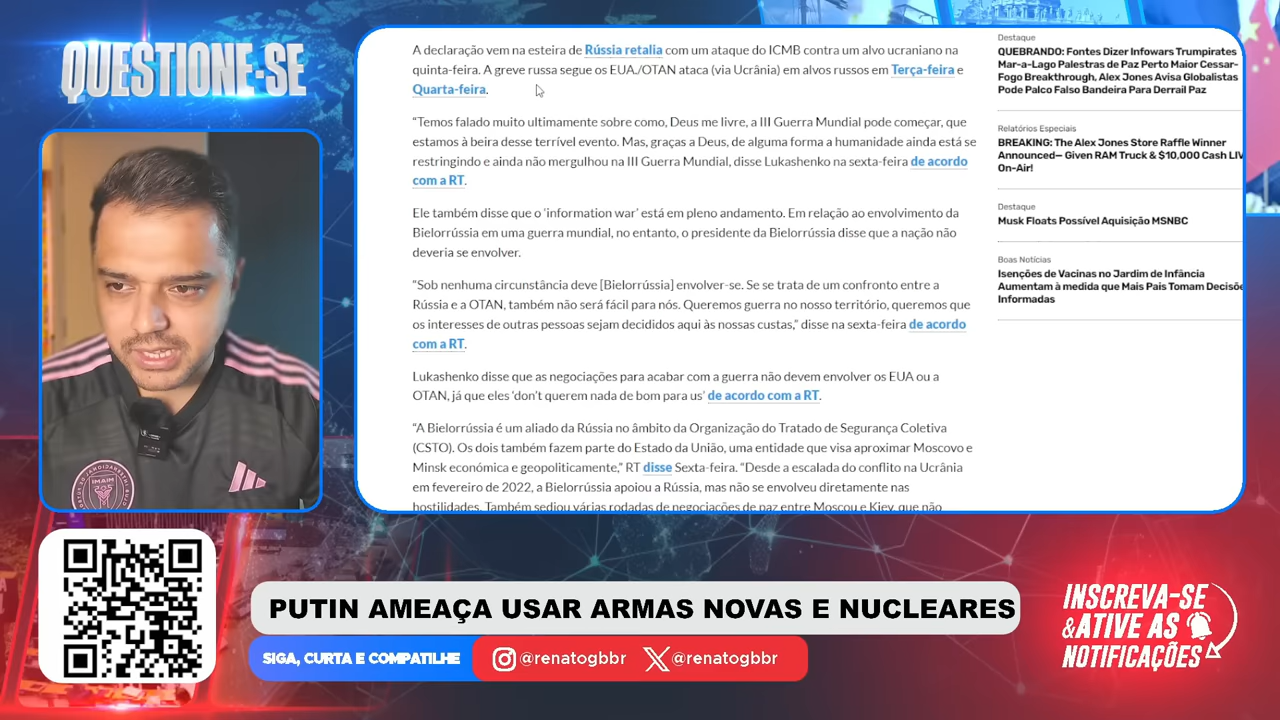 QUESTIONE-SE
A declaração vem na esteira de Rússia retalia com um ataque do ICMB contra um alvo ucraniano na
quinta-feira. A greve russa segue os EUA./OTAN ataca (via Ucrânia) em alvos russos em Terça-feira e
Quarta-feira.
“Temos falado muito ultimamente sobre como, Deus me livre, a III Guerra Mundial pode começar, que
estamos à beira desse terrível evento. Mas, graças a Deus, de alguma forma a humanidade ainda está se
restringindo e ainda não mergulhou na III Guerra Mundial, disse Lukashenko na sexta-feira de acordo
com a RT.
Ele também disse que o ‘information war’ está em pleno andamento. Em relação ao envolvimento da
Bielorrússia em uma guerra mundial, no entanto, o presidente da Bielorrússia disse que a nação não
deveria se envolver.
“Sob nenhuma circunstância deve [Bielorrússia] envolver-se. Se se trata de um confronto entre a
Rússia e a OTAN, também não será fácil para nós. Queremos guerra no nosso território, queremos que
os interesses de outras pessoas sejam decididos aqui às nossas custas,” disse na sexta-feira de acordo
com a RT.
Lukashenko disse que as negociações para acabar com a guerra não devem envolver os EUA ou a
OTAN, já que eles ‘don’t querem nada de bom para us’ de acordo com a RT.
“A Bielorrússia é um aliado da Rússia no âmbito da Organização do Tratado de Segurança Coletiva
(CSTO). Os dois também fazem parte do Estado da União, uma entidade que visa aproximar Moscovo e
Minsk económica e geopoliticamente,” RT disse Sexta-feira. “Desde a escalada do conflito na Ucrânia
em fevereiro de 2022, a Bielorrússia apoiou a Rússia, mas não se envolveu diretamente nas
hostilidades. Também sediou várias rodadas de negociações de paz entre Moscou e Kiev, que não
Destaque
QUEBRANDO: Fontes Dizer Infowars Trumpirates
Mar-a-Lago Palestras de Paz Perto Maior Cessar-
Fogo Breakthrough, Alex Jones Avisa Globalistas
Pode Palco Falso Bandeira Para Derrail Paz
Relatórios Especiais
BREAKING: The Alex Jones Store Raffle Winner
Announced— Given RAM Truck & $10,000 Cash LIV
On-Air!
Destaque
Musk Floats Possível Aquisição MSNBC
Boas Notícias
Isenções de Vacinas no Jardim de Infância
Aumentam à medida que Mais Pais Tomam Decisõe
Informadas
PUTIN AMEAÇA USAR ARMAS NOVAS E NUCLEARES
SIGA, CURTA E COMPATILHE
@renatogbbr
@renatogbbr
INSCREVA-SE
&ATIVE AS
NOTIFICAÇÕES